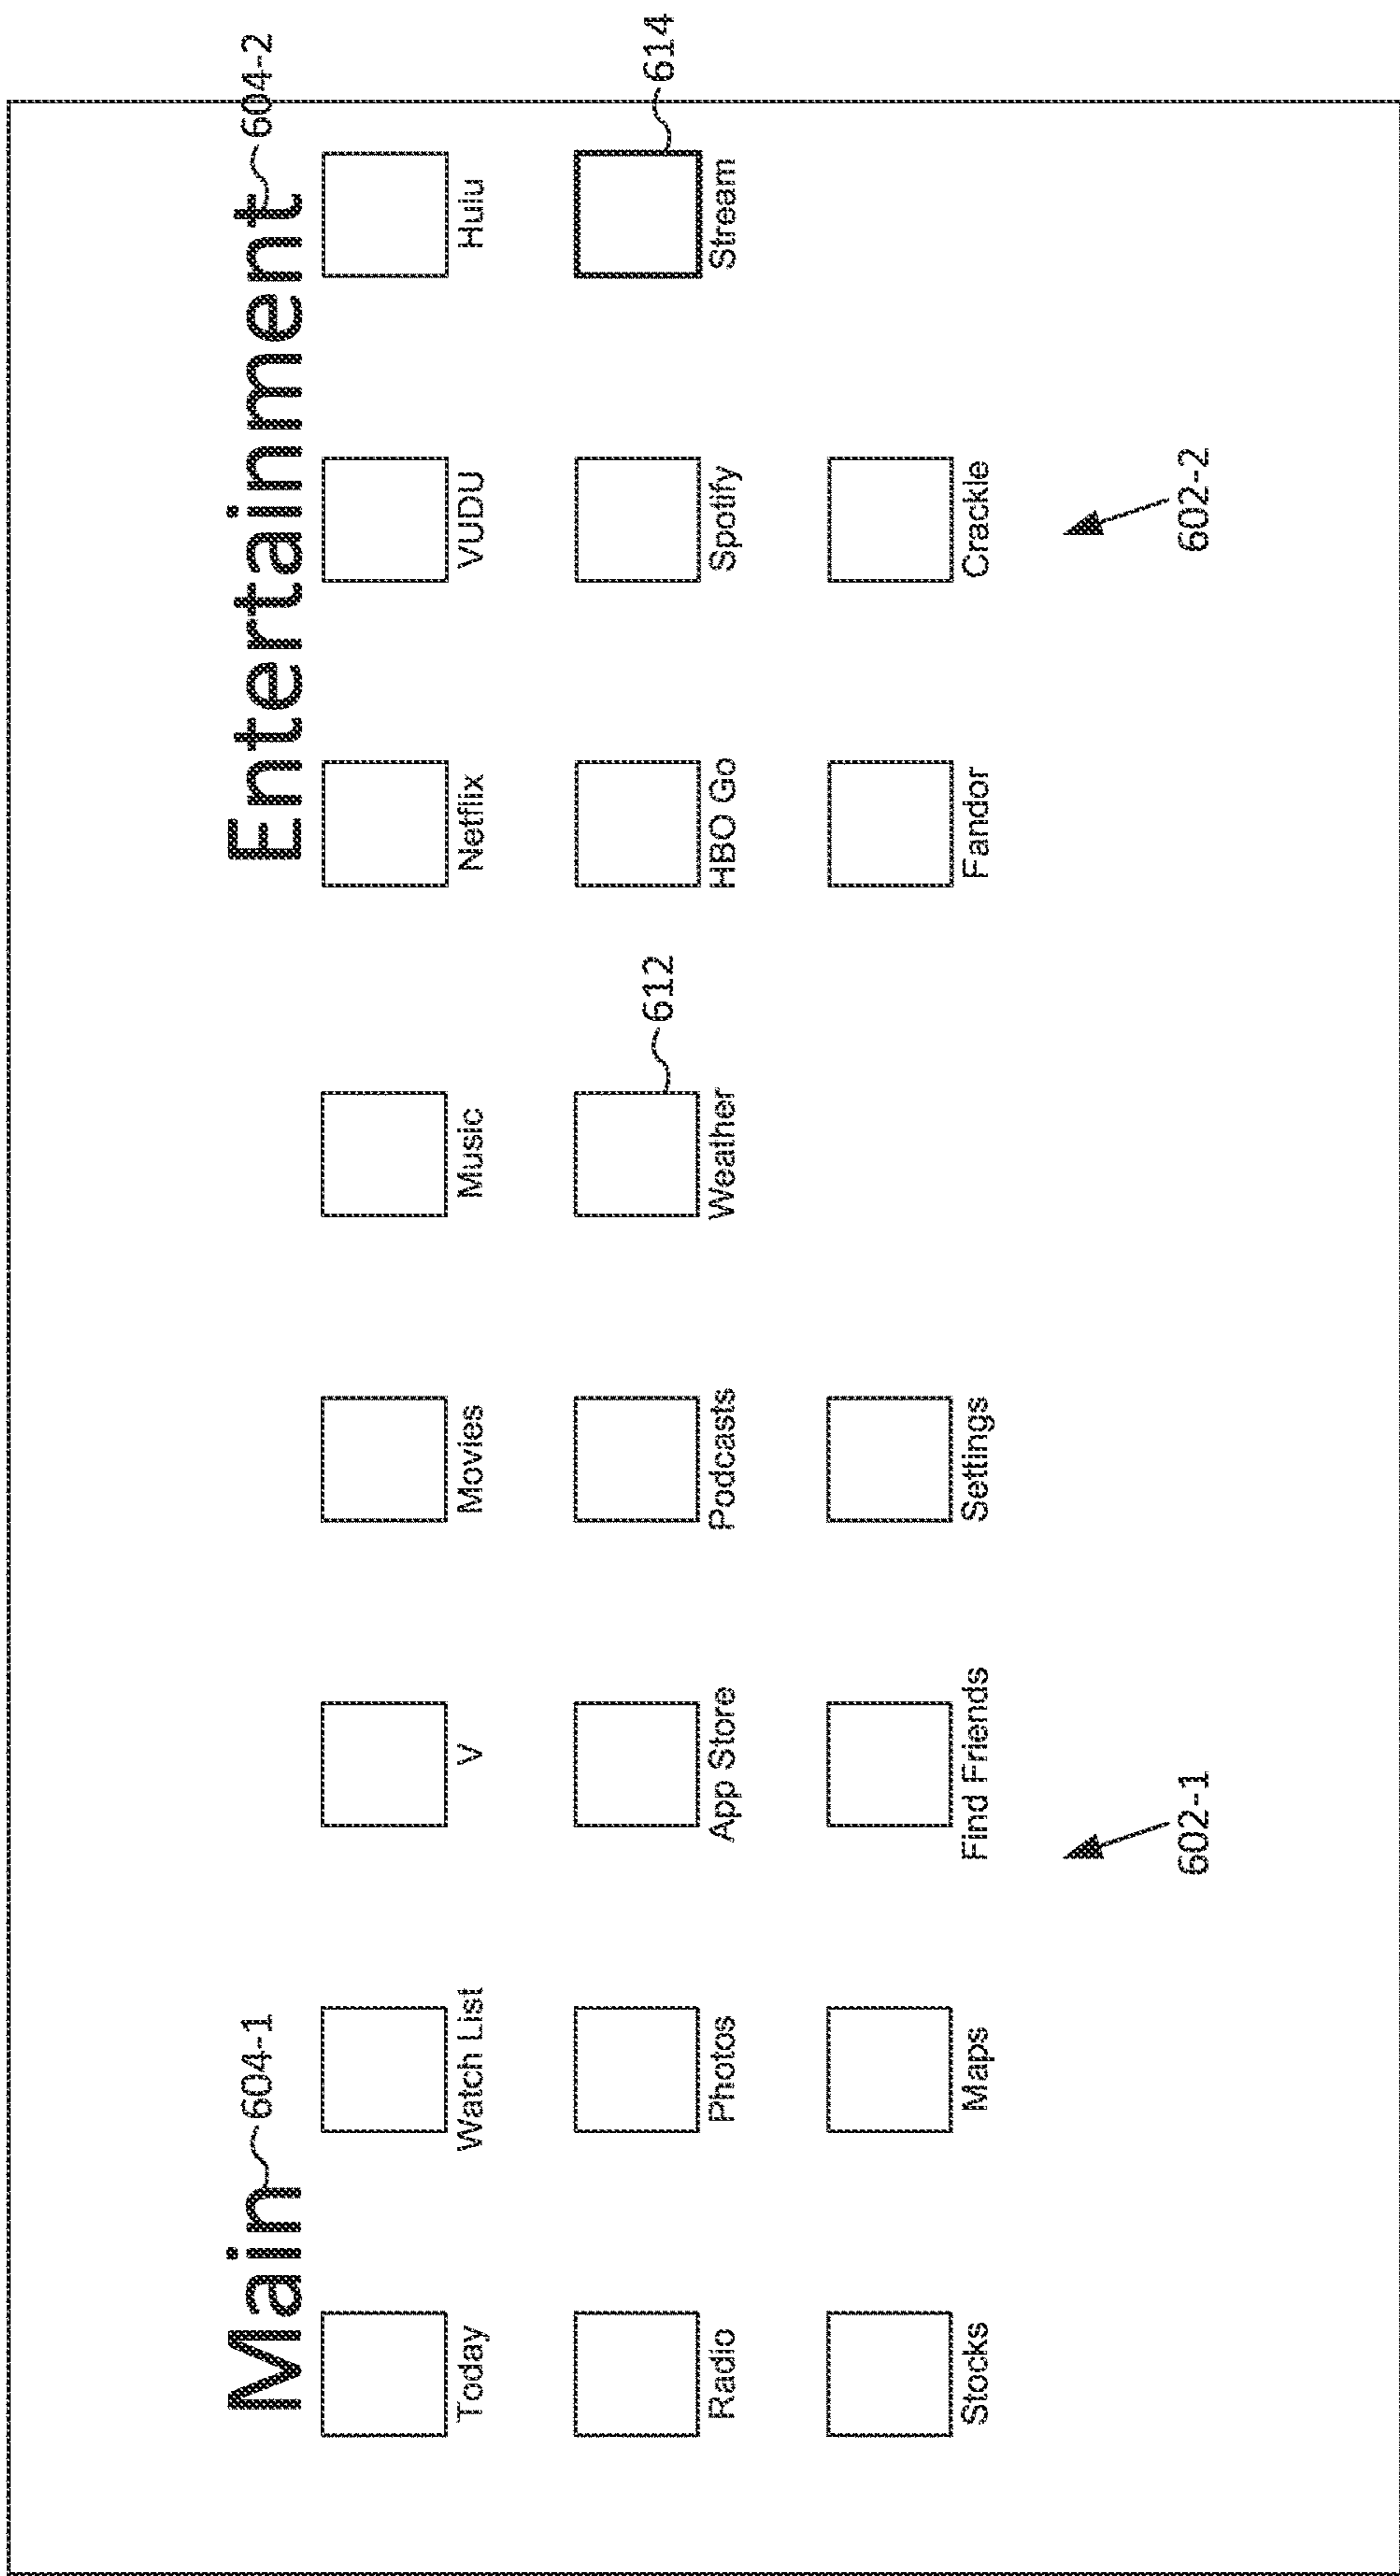 Main 604-1 Entertainment 604-2
Today Watch List V Movies Music Netflix VUDU Hulu
612 614
Radio Photos App Store Podcasts Weather HBO Go Spotify Stream
Stocks Maps Find Friends Settings Fandor Crackle
602-1 602-2